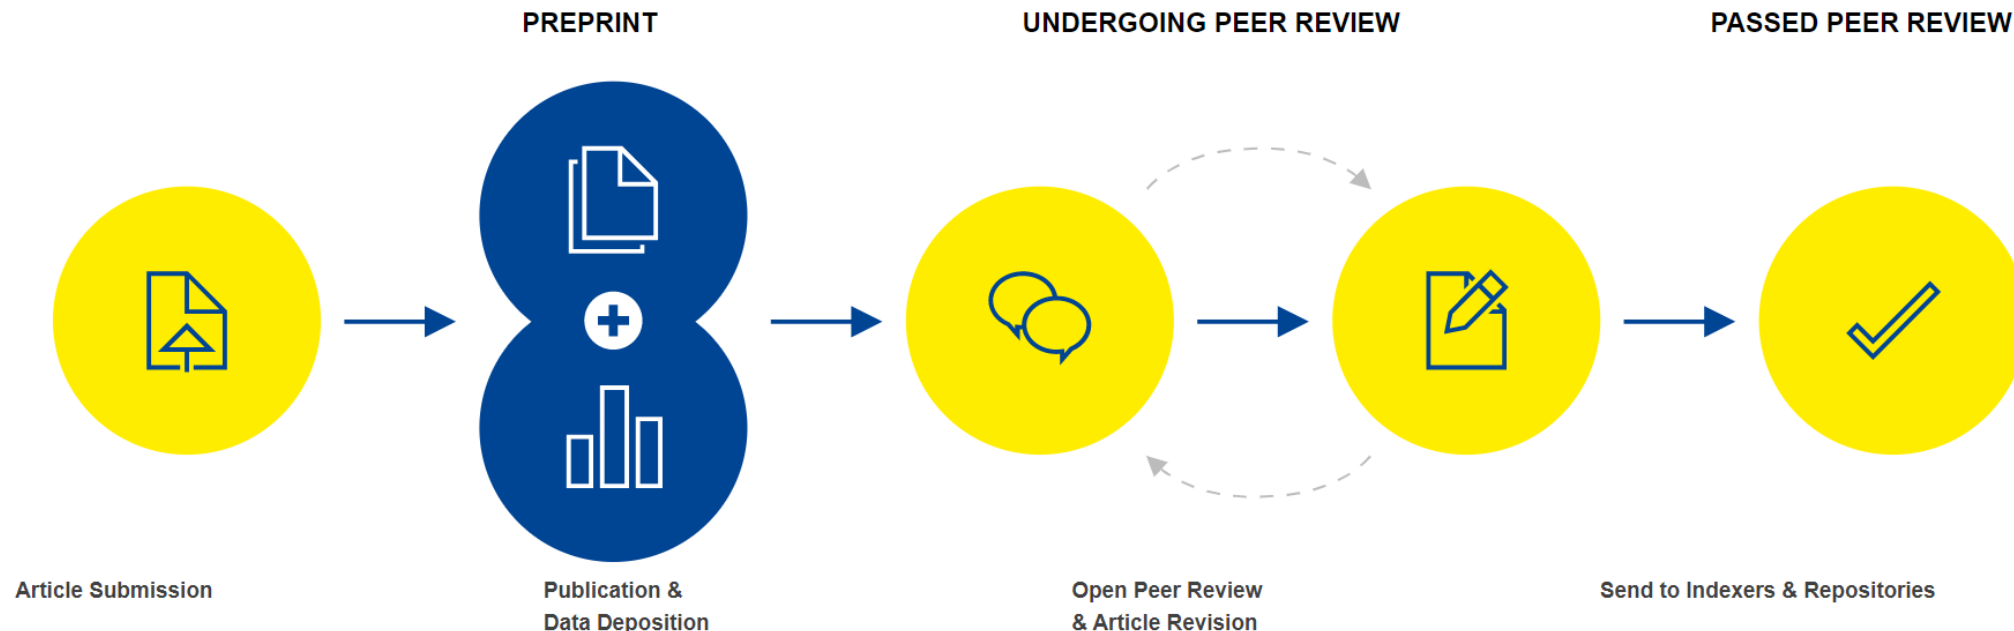 PREPRINT
UNDERGOING PEER REVIEW
PASSED PEER REVIEW
Article Submission
Publication &
Data Deposition
Open Peer Review
& Article Revision
Send to Indexers & Repositories